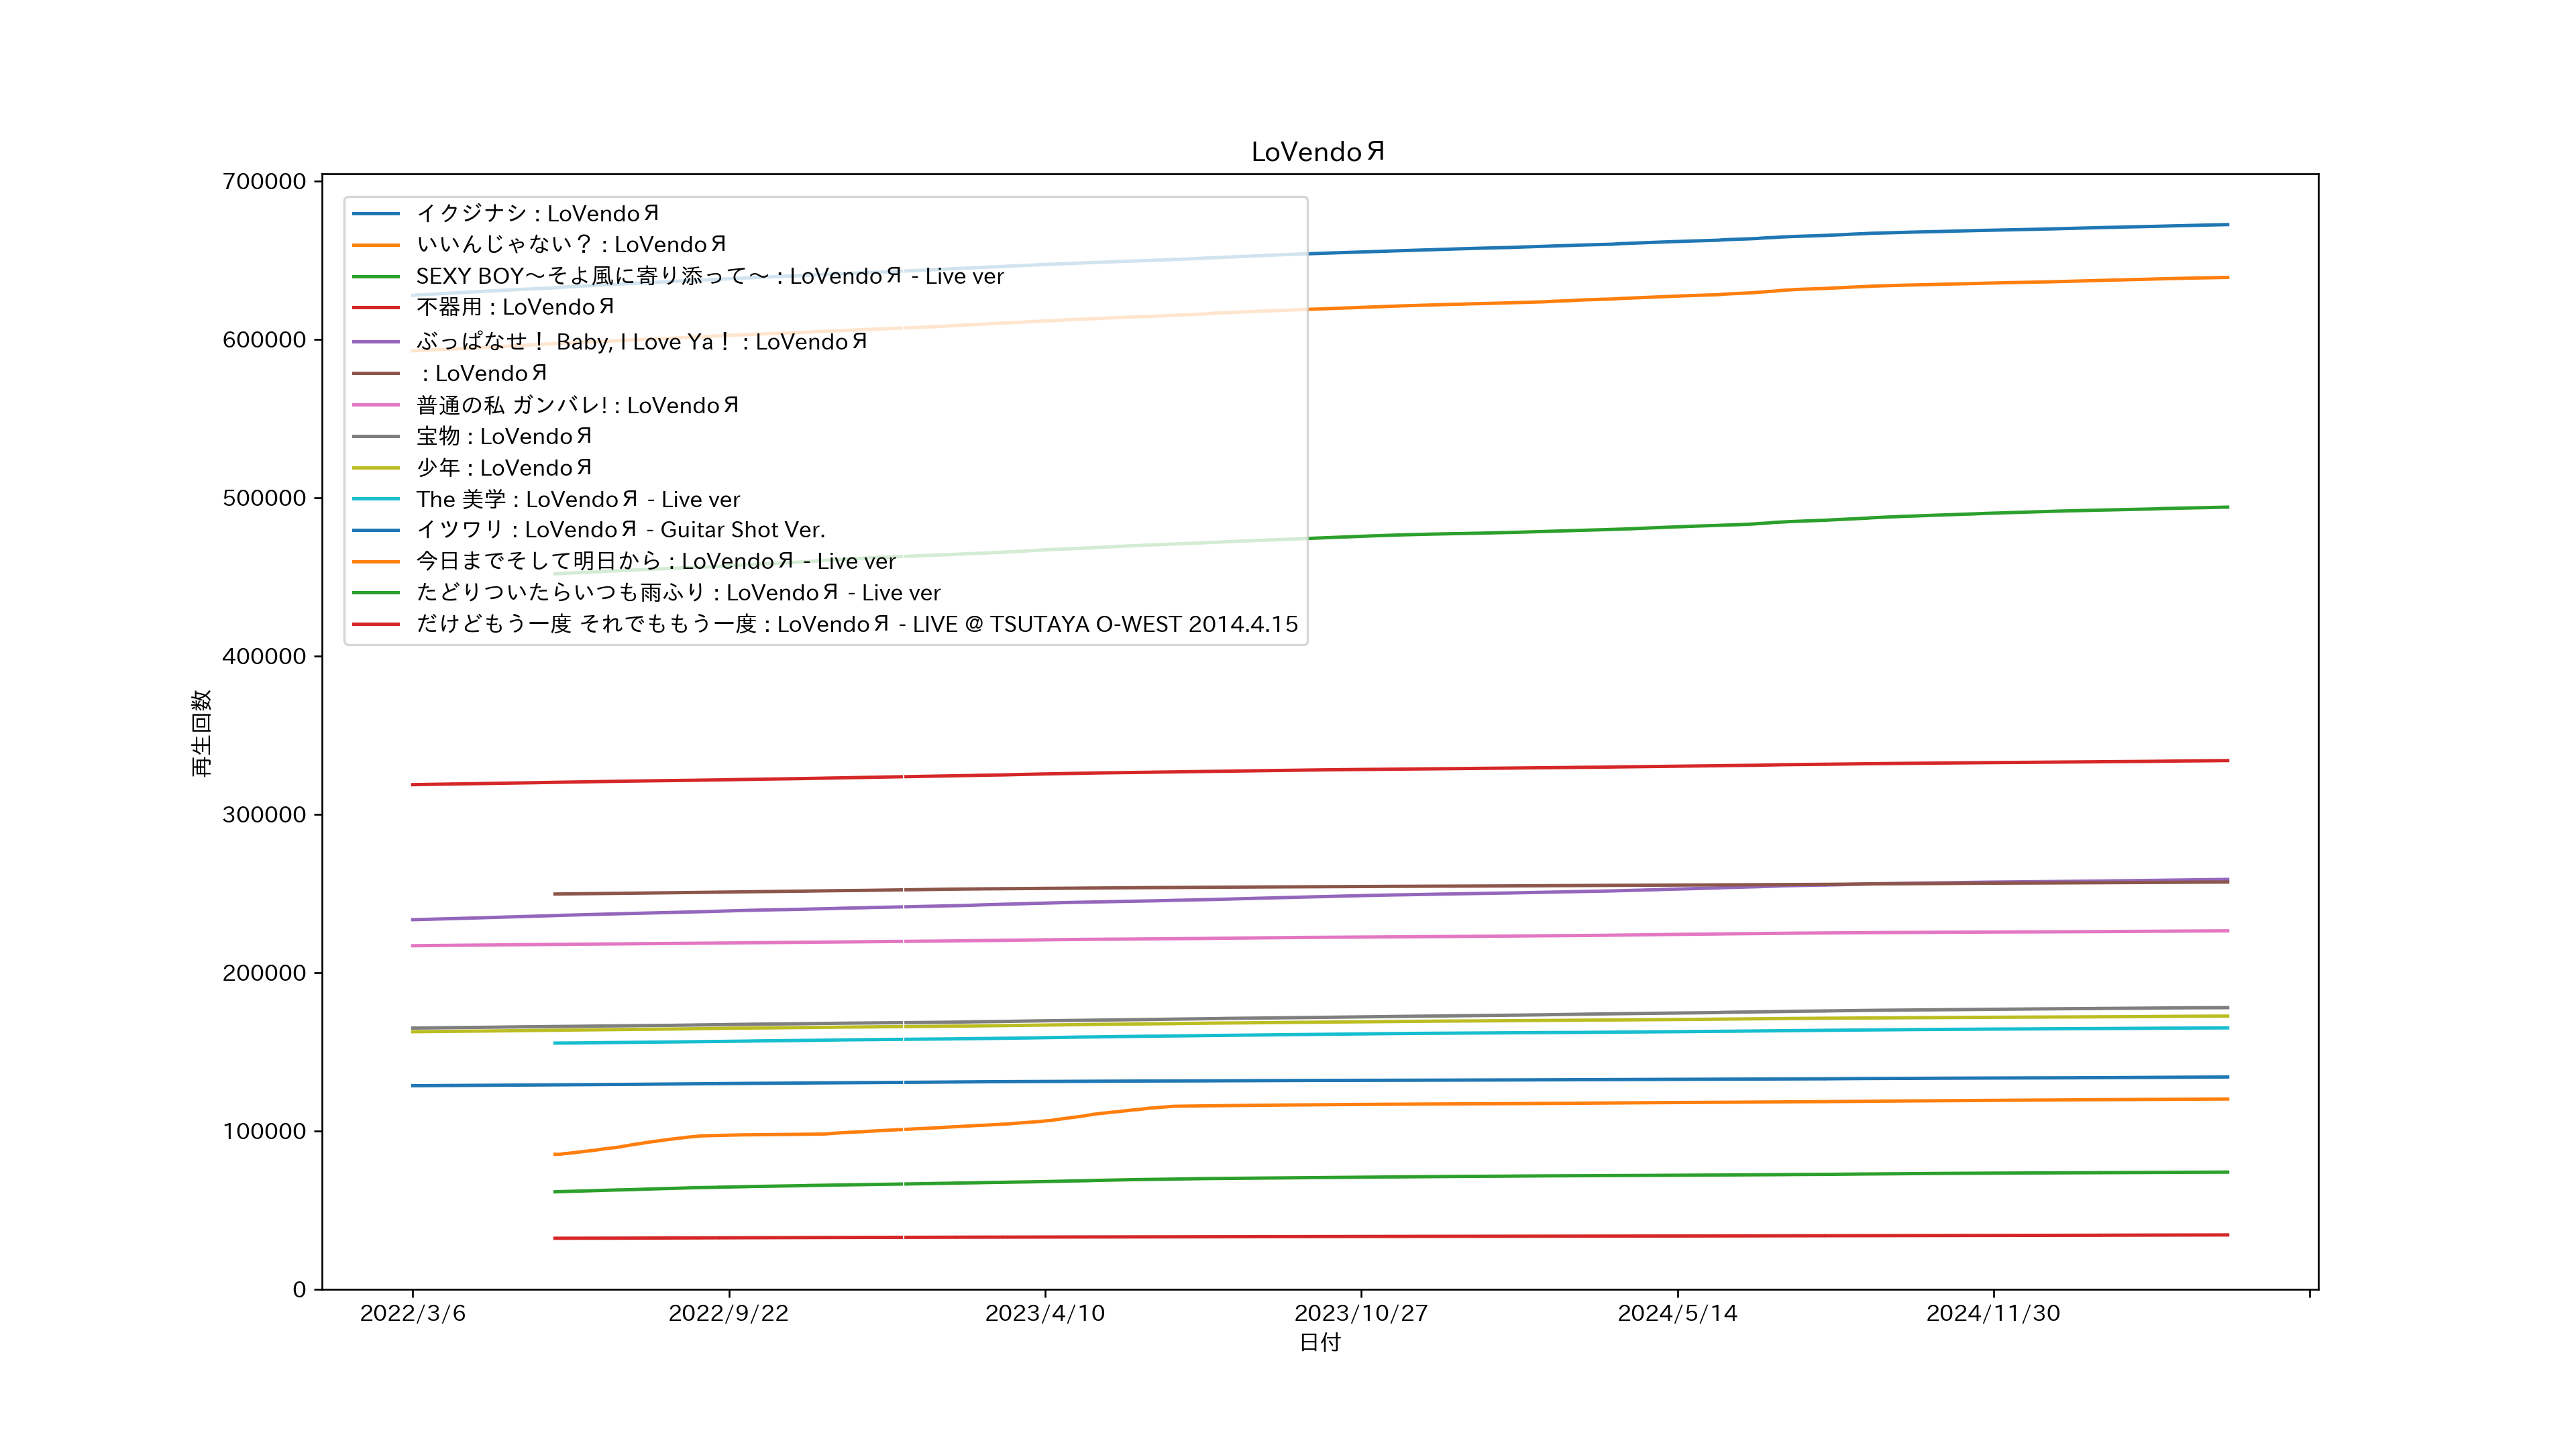 LoVendoЯ
700000
600000
500000
400000
300000
200000
100000
0
再生回数
イクジナシ : LoVendoЯ
いいんじゃない？ : LoVendoЯ
SEXY BOY～そよ風に寄り添って～ : LoVendoЯ - Live ver
不器用 : LoVendoЯ
ぶっぱなせ！ Baby, I Love Ya！ : LoVendoЯ
: LoVendoЯ
普通の私 ガンバレ! : LoVendoЯ
宝物 : LoVendoЯ
少年 : LoVendoЯ
The 美学 : LoVendoЯ - Live ver
イツワリ : LoVendoЯ - Guitar Shot Ver.
今日までそして明日から : LoVendoЯ - Live ver
たどりついたらいつも雨ふり : LoVendoЯ - Live ver
だけどもう一度 それでももう一度 : LoVendoЯ - LIVE @ TSUTAYA O-WEST 2014.4.15
2022/3/6
2022/9/22
2023/4/10
2023/10/27
2024/5/14
2024/11/30
日付